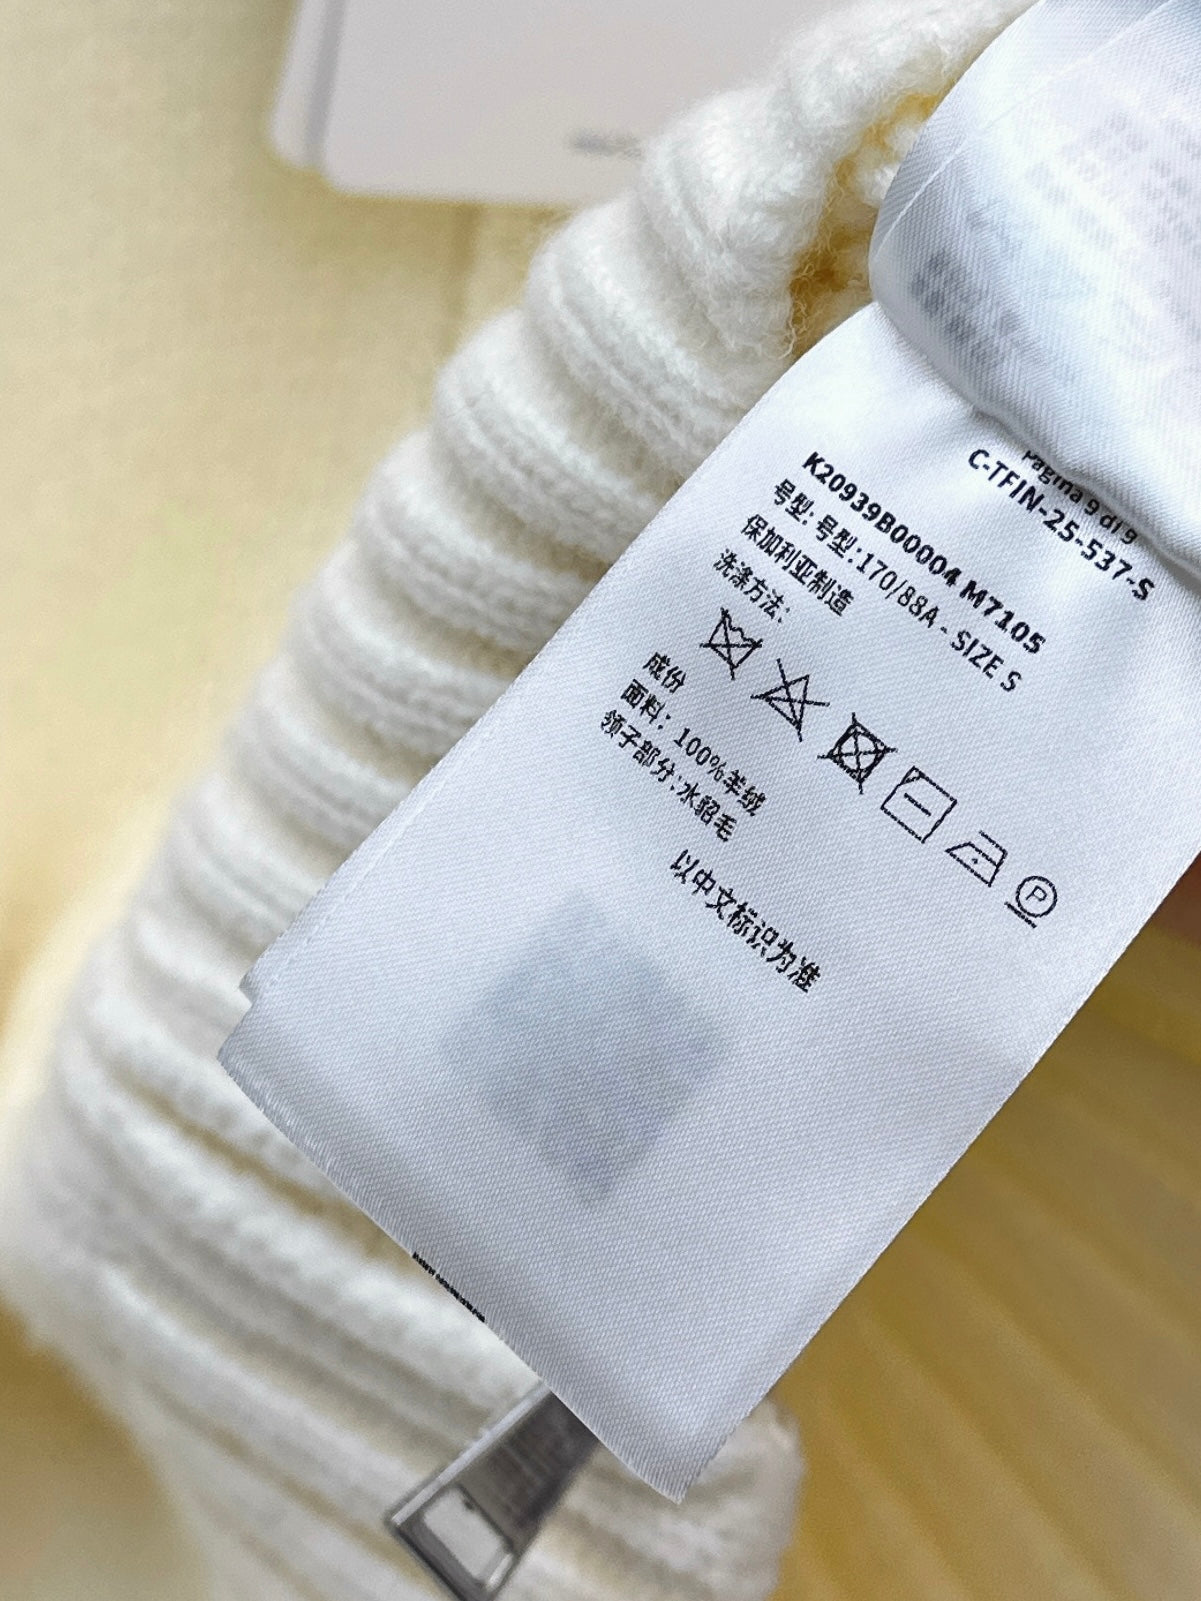 Pagina 9 di 9
C-TFIN-25-537-S
K20939B00004 M7105
号型: 号型:170/88A - SIZE S
保加利亚制造
洗涤方法:
P
成份
面料: 100%羊绒
领子部分:水貂毛
以中文标识为准